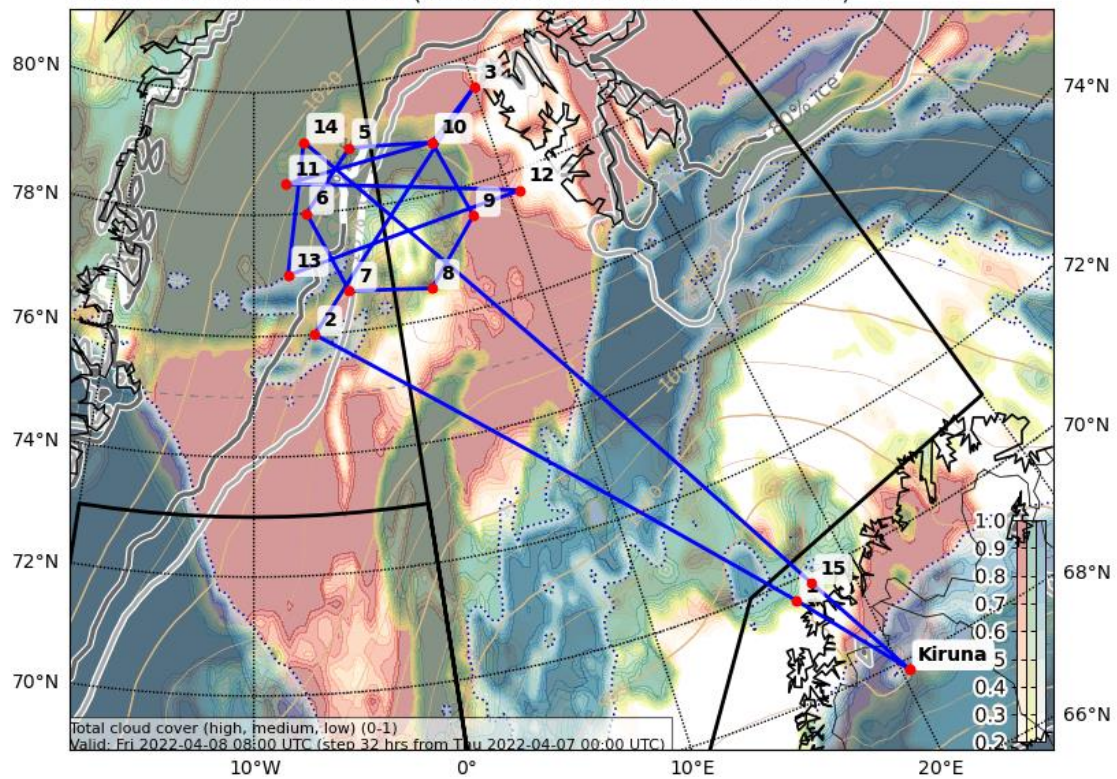 80°N
78°N
76°N
74°N
72°N
70°N
74°N
72°N
70°N
68°N
66°N
10°W
0°
10°E
20°E
3
14
5
10
11
12
6
9
13
7
8
2
15
Kiruna
80% ICE
1.0
0.9
0.8
0.7
0.6
0.4
0.3
0.2
Total cloud cover (high, medium, low) (0-1)
Valid: Fri 2022-04-08 08:00 UTC (step 32 hrs from Thu 2022-04-07 00:00 UTC)